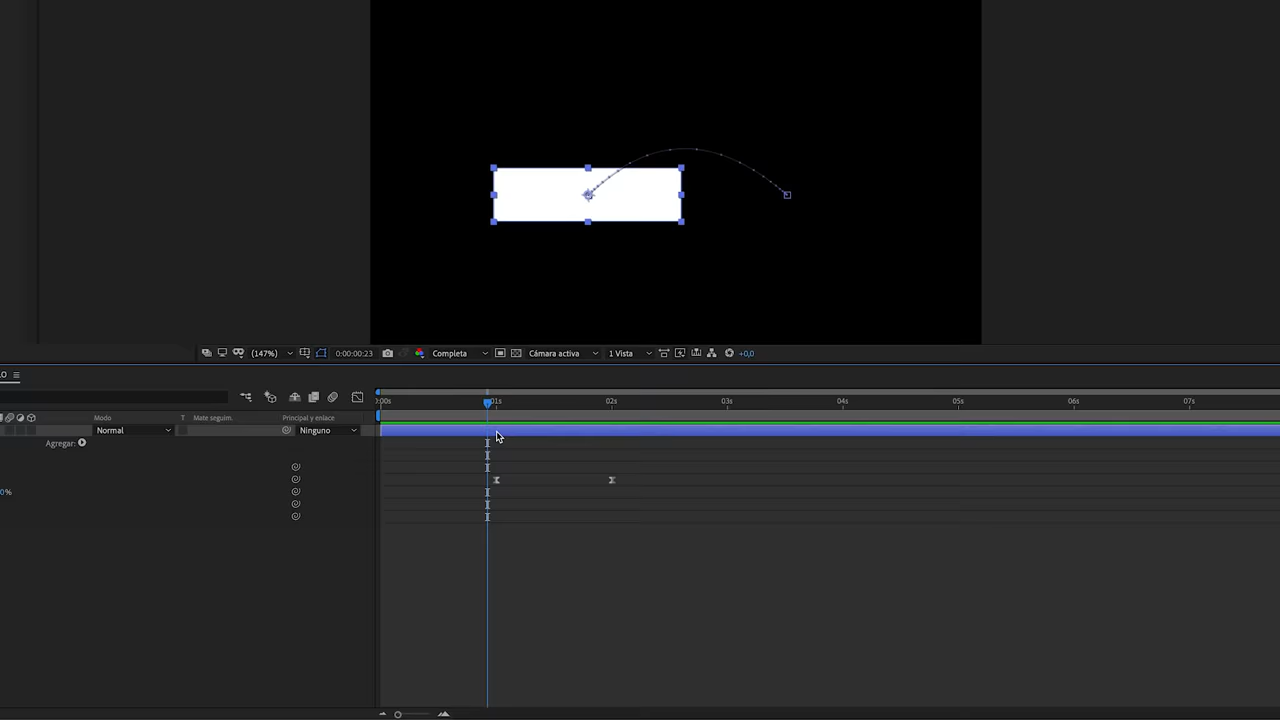 (147%) 0:00:00:23 Completa Cámara activa 1 Vista +0,0
LO
:00s 01s 02s 03s 04s 05s 06s 07s
Modo T Mate seguim. Principal y enlace
Normal Ninguno
Agregar:
0%